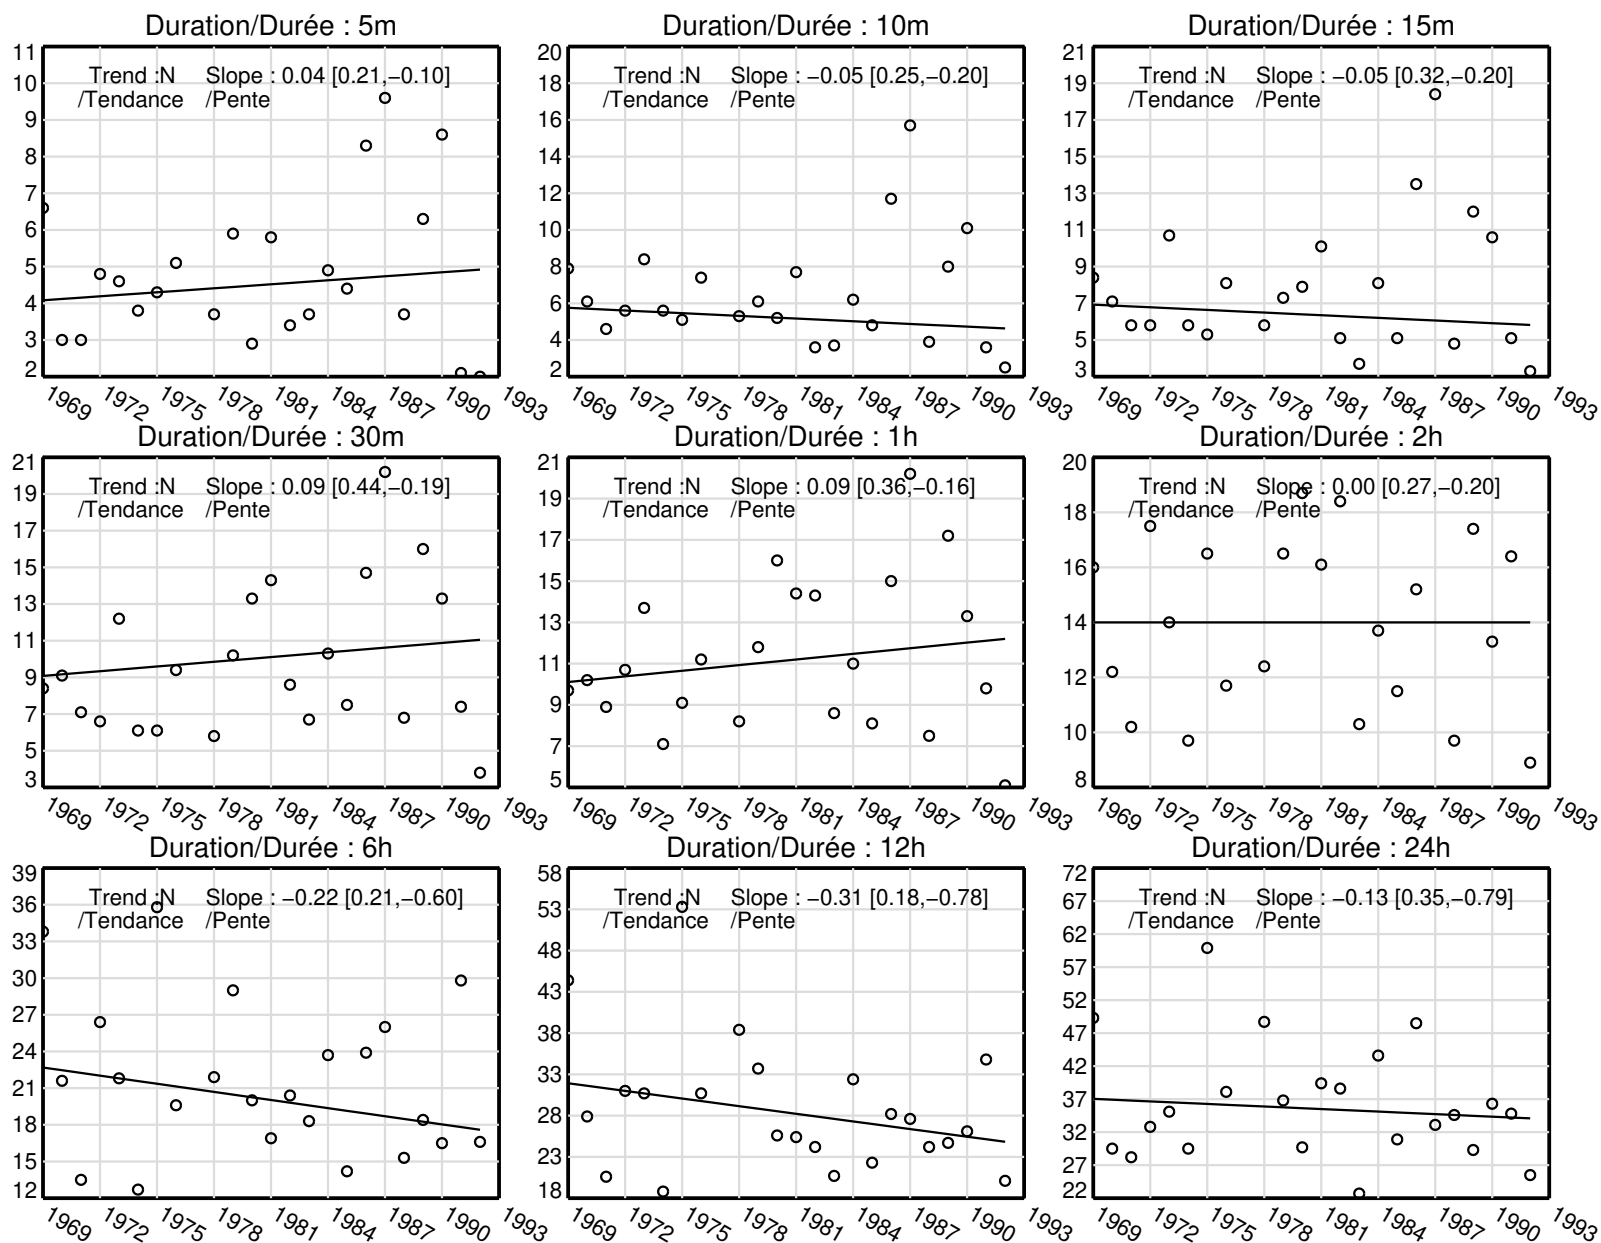 Duration/Durée : 5m
11
10
9
8
7
6
5
4
3
2
Trend :N Slope : 0.04 [0.21,−0.10]
/Tendance /Pente
1969 1972 1975 1978 1981 1984 1987 1990 1993
Duration/Durée : 10m
20
18
16
14
12
10
8
6
4
2
Trend :N Slope : −0.05 [0.25,−0.20]
/Tendance /Pente
1969 1972 1975 1978 1981 1984 1987 1990 1993
Duration/Durée : 15m
21
19
17
15
13
11
9
7
5
3
Trend :N Slope : −0.05 [0.32,−0.20]
/Tendance /Pente
1969 1972 1975 1978 1981 1984 1987 1990 1993
Duration/Durée : 30m
21
19
17
15
13
11
9
7
5
3
Trend :N Slope : 0.09 [0.44,−0.19]
/Tendance /Pente
1969 1972 1975 1978 1981 1984 1987 1990 1993
Duration/Durée : 1h
21
19
17
15
13
11
9
7
5
Trend :N Slope : 0.09 [0.36,−0.16]
/Tendance /Pente
1969 1972 1975 1978 1981 1984 1987 1990 1993
Duration/Durée : 2h
20
18
16
14
12
10
8
Trend :N Slope : 0.00 [0.27,−0.20]
/Tendance /Pente
1969 1972 1975 1978 1981 1984 1987 1990 1993
Duration/Durée : 6h
39
36
33
30
27
24
21
18
15
12
Trend :N Slope : −0.22 [0.21,−0.60]
/Tendance /Pente
1969 1972 1975 1978 1981 1984 1987 1990 1993
Duration/Durée : 12h
58
53
48
43
38
33
28
23
18
Trend :N Slope : −0.31 [0.18,−0.78]
/Tendance /Pente
1969 1972 1975 1978 1981 1984 1987 1990 1993
Duration/Durée : 24h
72
67
62
57
52
47
42
37
32
27
22
Trend :N Slope : −0.13 [0.35,−0.79]
/Tendance /Pente
1969 1972 1975 1978 1981 1984 1987 1990 1993